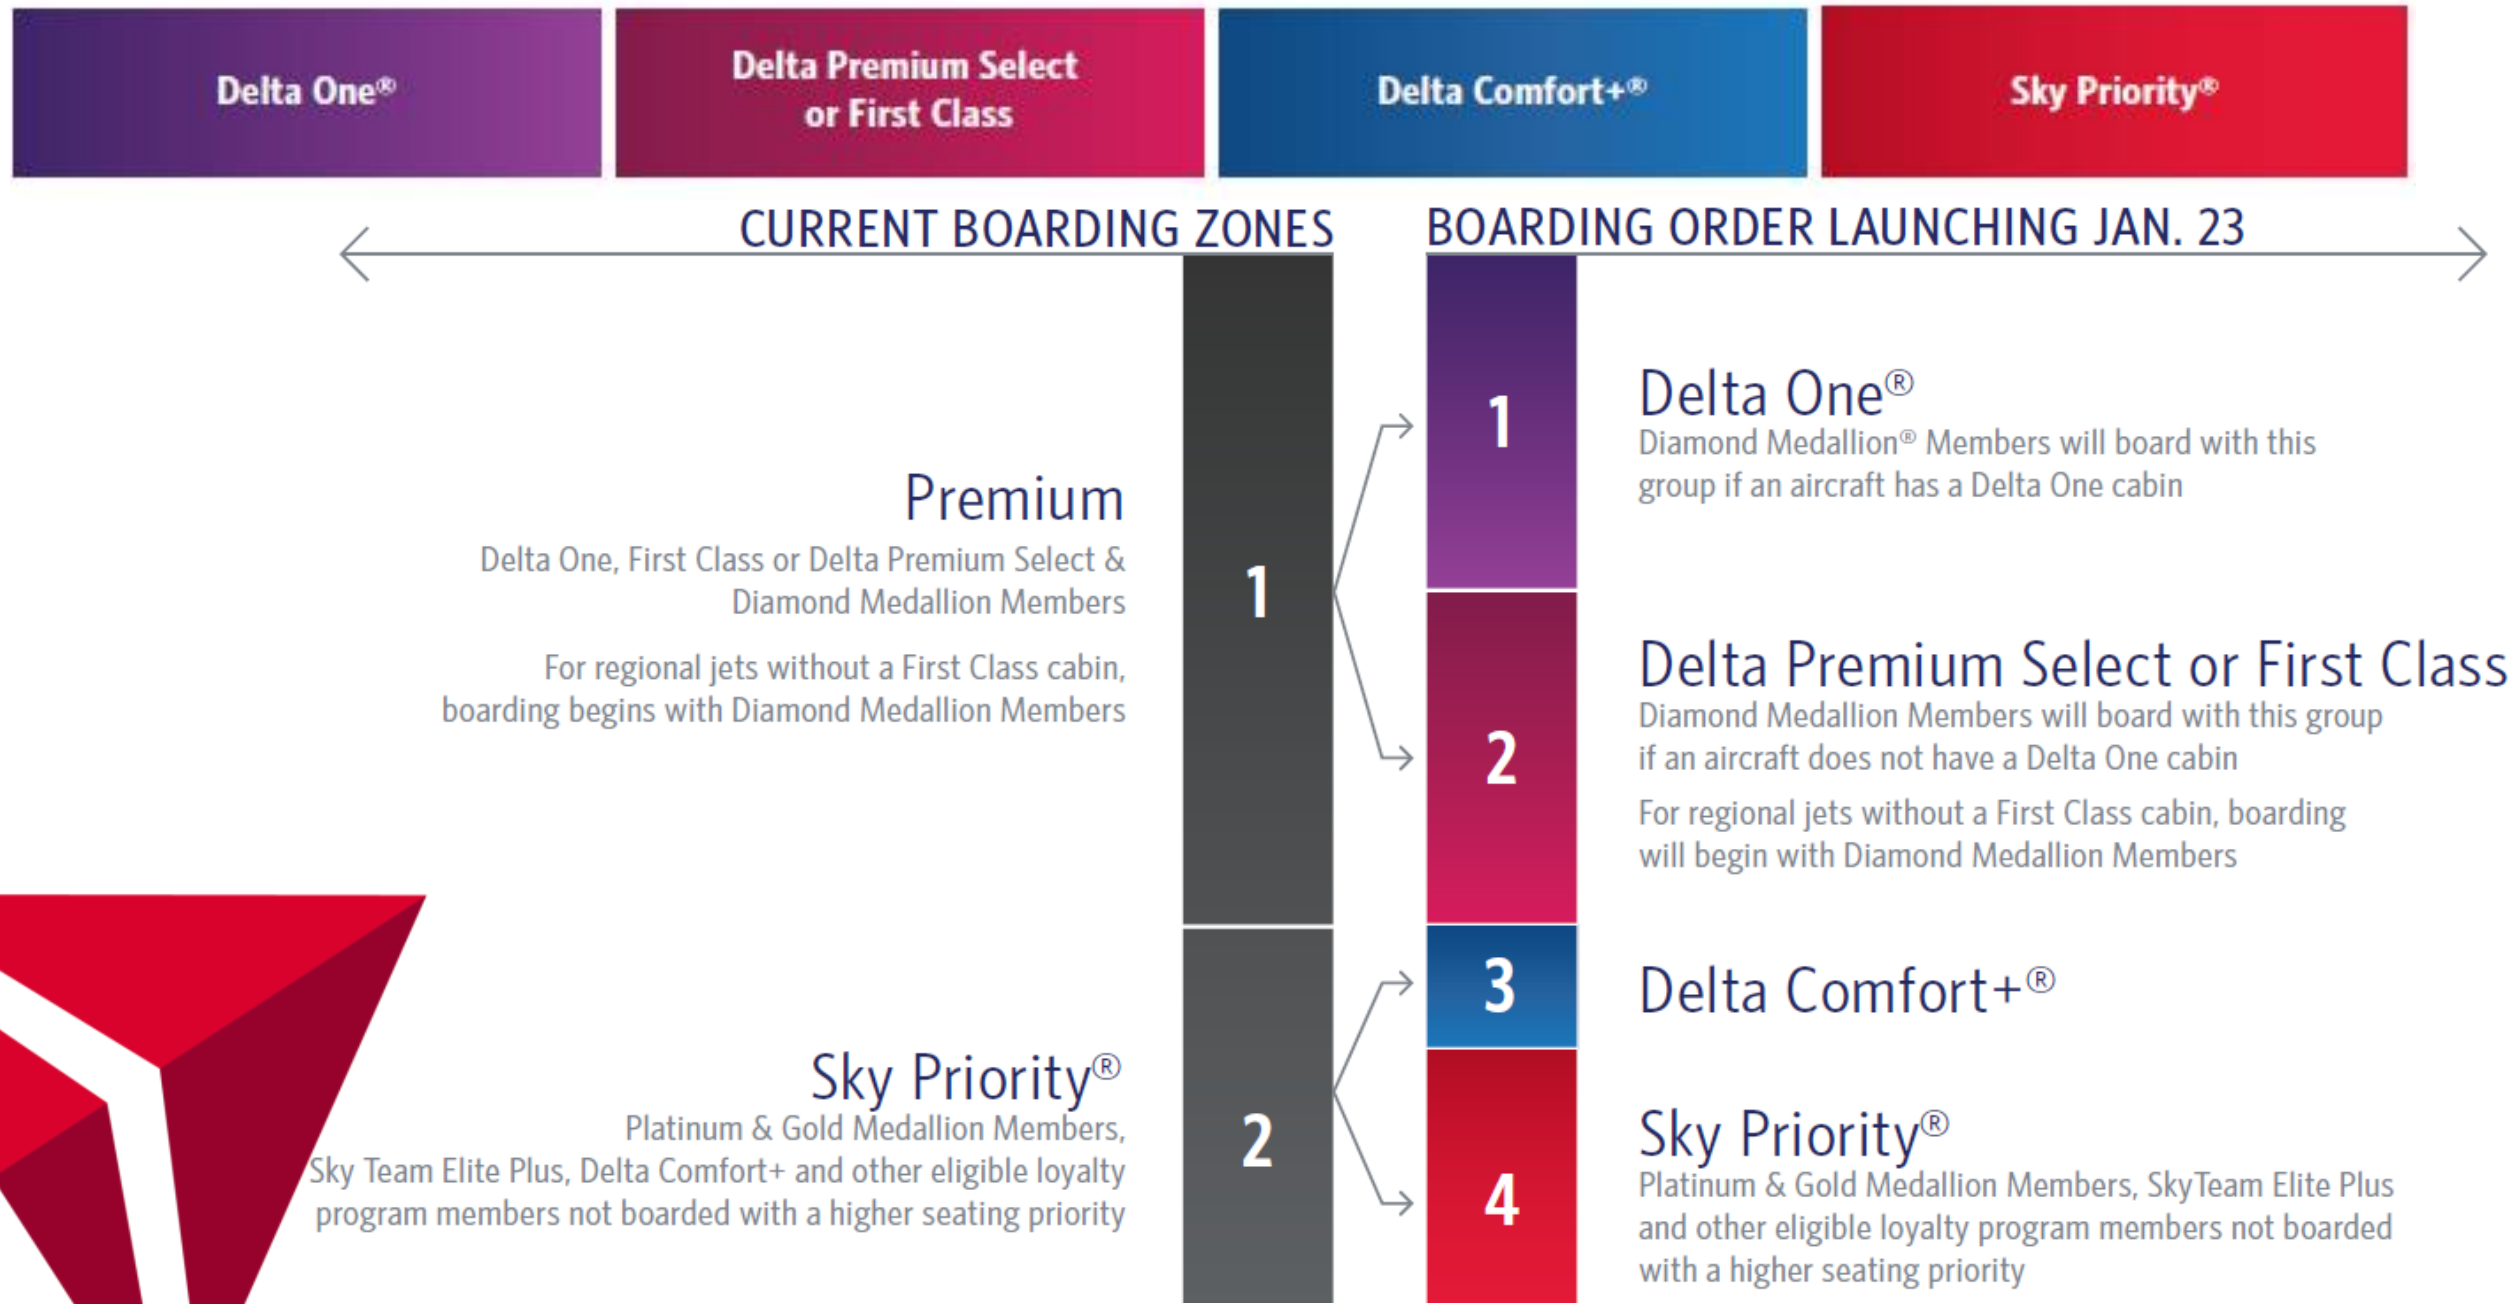 Delta One®
Delta Premium Select
or First Class
Delta Comfort+®
Sky Priority®
CURRENT BOARDING ZONES
BOARDING ORDER LAUNCHING JAN. 23
Premium
Delta One, First Class or Delta Premium Select &
Diamond Medallion Members
For regional jets without a First Class cabin,
boarding begins with Diamond Medallion Members
1
Sky Priority®
Platinum & Gold Medallion Members,
Sky Team Elite Plus, Delta Comfort+ and other eligible loyalty
program members not boarded with a higher seating priority
2
1
Delta One®
Diamond Medallion® Members will board with this
group if an aircraft has a Delta One cabin
2
Delta Premium Select or First Class
Diamond Medallion Members will board with this group
if an aircraft does not have a Delta One cabin
For regional jets without a First Class cabin, boarding
will begin with Diamond Medallion Members
3
Delta Comfort+®
4
Sky Priority®
Platinum & Gold Medallion Members, SkyTeam Elite Plus
and other eligible loyalty program members not boarded
with a higher seating priority